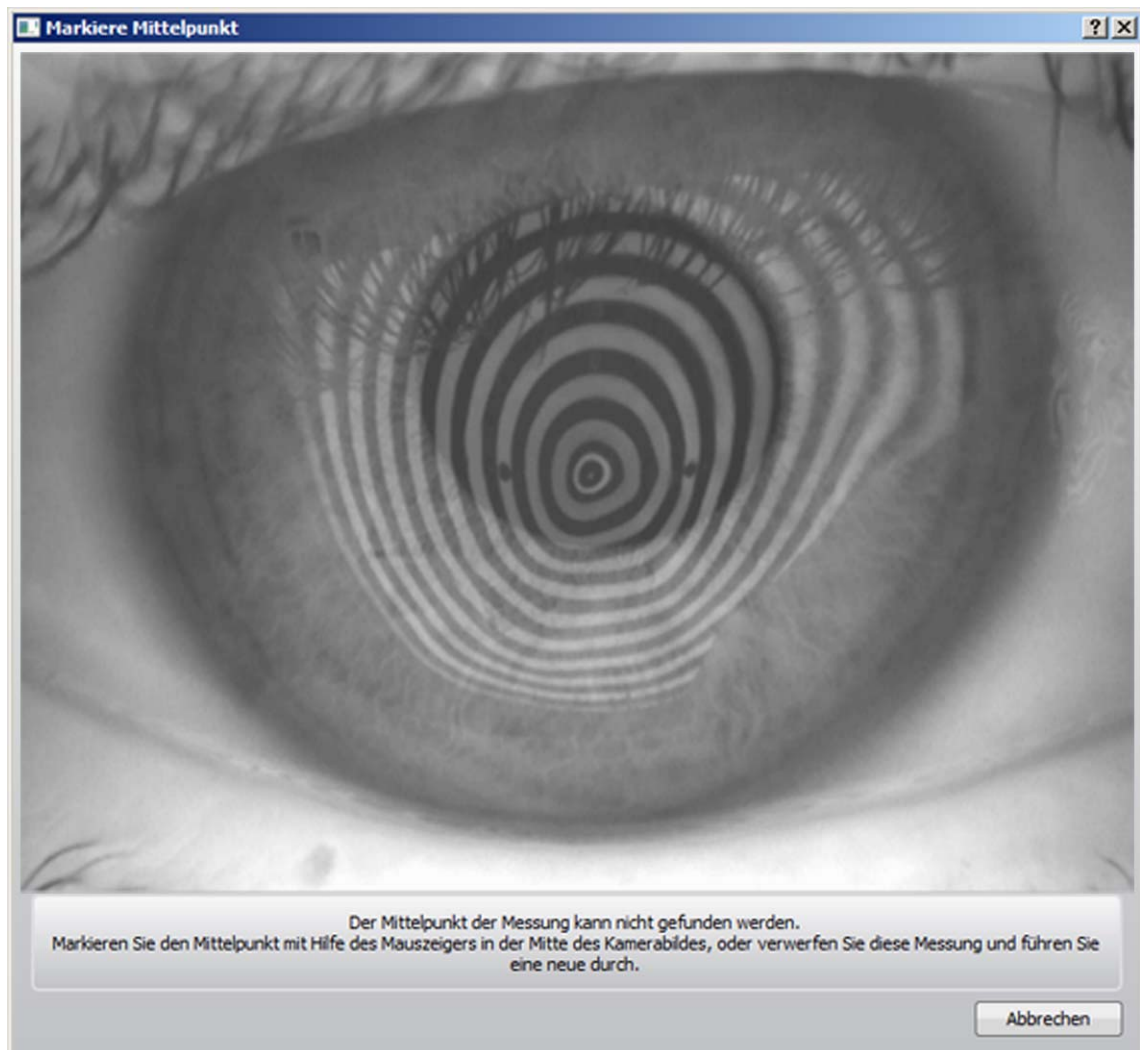 Markiere Mittelpunkt
Der Mittelpunkt der Messung kann nicht gefunden werden.
Markieren Sie den Mittelpunkt mit Hilfe des Mauszeigers in der Mitte des Kamerabildes, oder verwerfen Sie diese Messung und führen Sie
eine neue durch.
Abbrechen